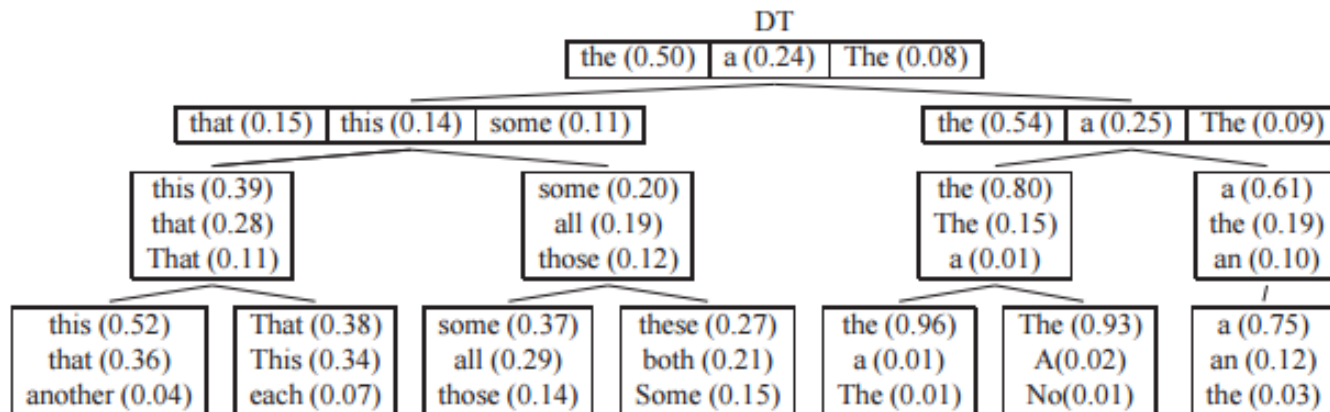 DT
the (0.50) a (0.24) The (0.08)
that (0.15) this (0.14) some (0.11) the (0.54) a (0.25) The (0.09)
this (0.39) some (0.20) the (0.80) a (0.61)
that (0.28) all (0.19) The (0.15) the (0.19)
That (0.11) those (0.12) a (0.01) an (0.10)
this (0.52) That (0.38) some (0.37) these (0.27) the (0.96) The (0.93) a (0.75)
that (0.36) This (0.34) all (0.29) both (0.21) a (0.01) A(0.02) an (0.12)
another (0.04) each (0.07) those (0.14) Some (0.15) The (0.01) No(0.01) the (0.03)